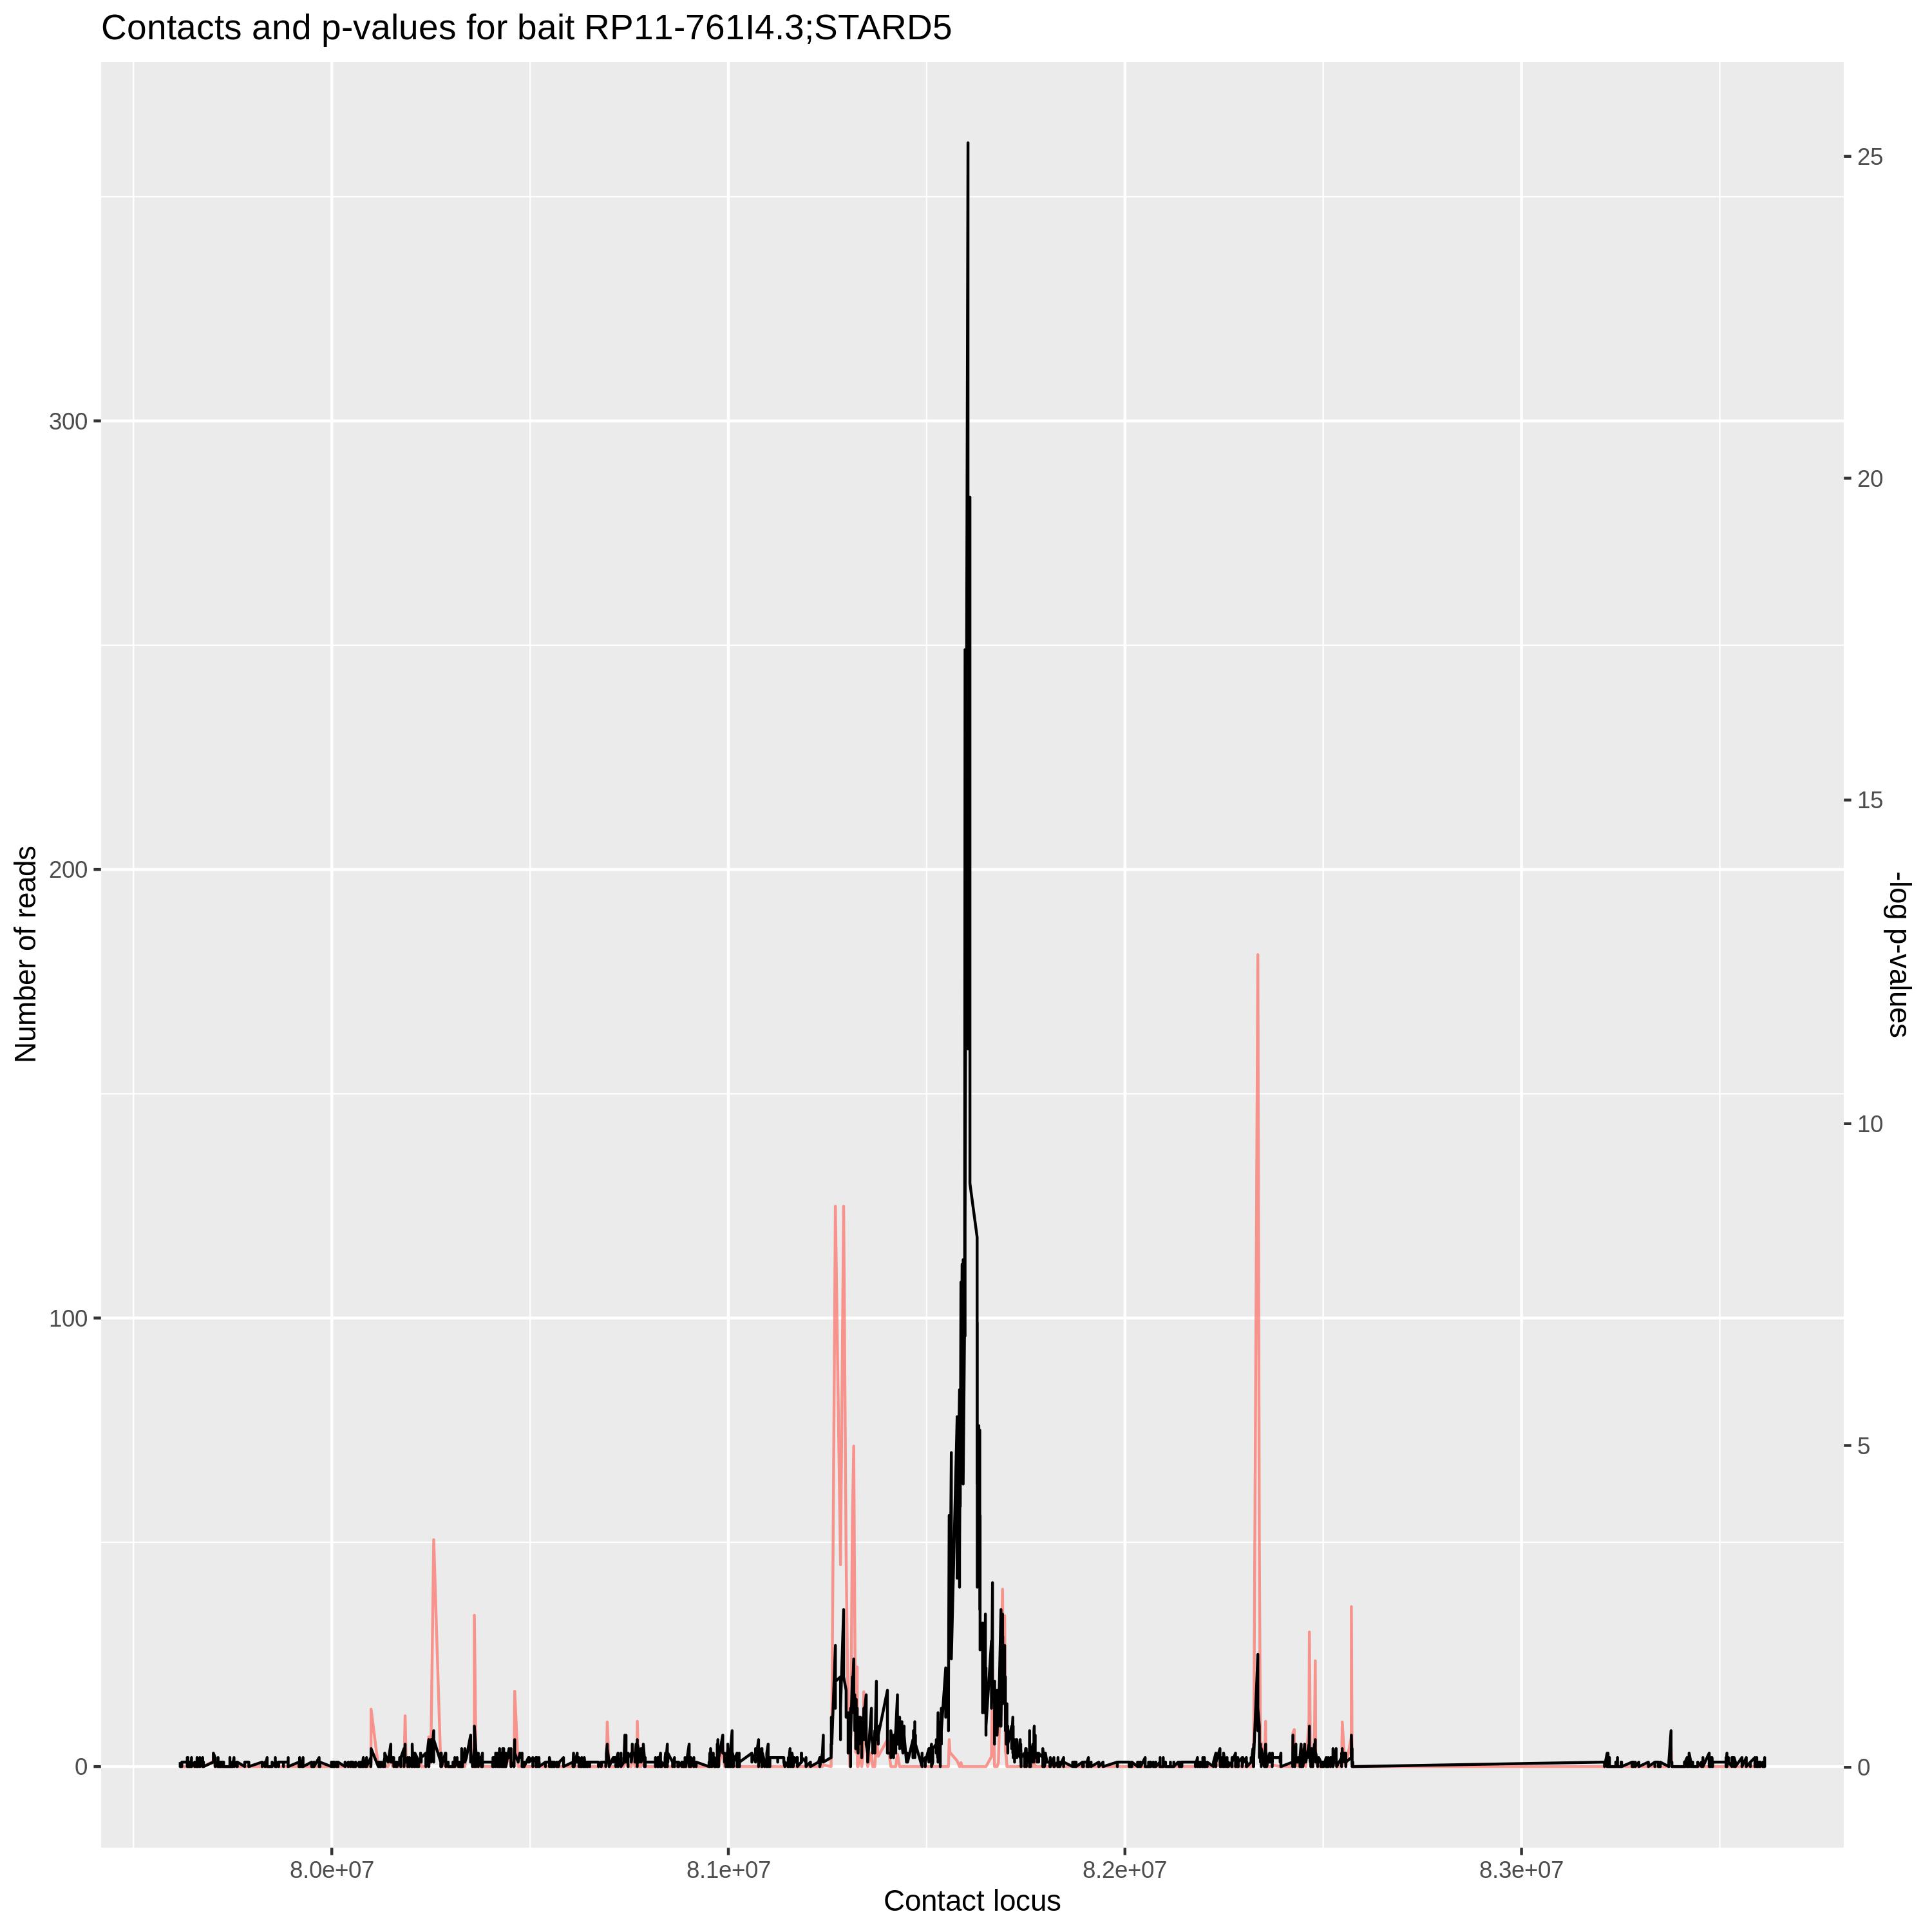 Contacts and p-values for bait RP11-761I4.3;STARD5
Number of reads
300
200
100
0
25
20
15
10
5
0
-log p-values
8.0e+07
8.1e+07
8.2e+07
8.3e+07
Contact locus